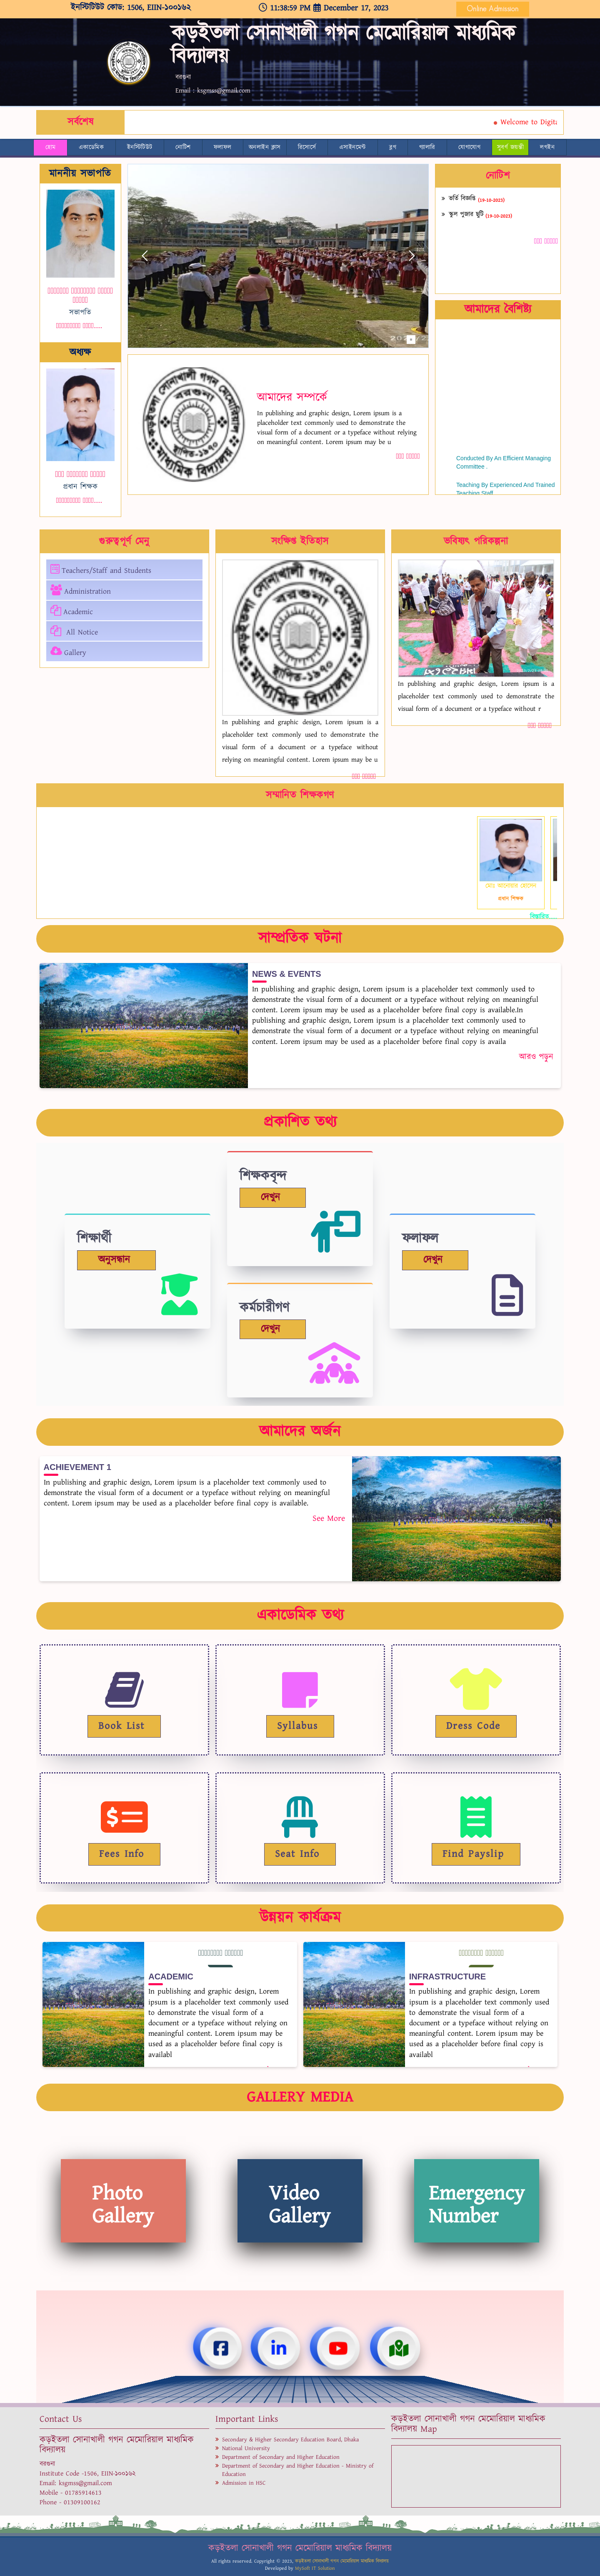 ইনস্টিটিউট কোড: 1506, EIIN-১০০১৬২
11:38:59 PM December 17, 2023
Online Admission
কড়ইতলা সোনাখালী গগন মেমোরিয়াল মাধ্যমিক
বিদ্যালয়
বরগুনা
Email : ksgmss@gmail.com
সর্বশেষ
Welcome to Digit
হোম একাডেমিক ইনস্টিটিউট নোটিশ ফলাফল অনলাইন ক্লাস রিসোর্স এসাইনমেন্ট ব্লগ গ্যালারি যোগাযোগ সুবর্ণ জয়ন্তী লগইন
মাননীয় সভাপতি
সভাপতি
অধ্যক্ষ
প্রধান শিক্ষক
আমাদের সম্পর্কে
In publishing and graphic design, Lorem ipsum is a
placeholder text commonly used to demonstrate the
visual form of a document or a typeface without relying
on meaningful content. Lorem ipsum may be u
নোটিশ
ভর্তি বিজ্ঞপ্তি (19-10-2023)
স্কুল পূজার ছুটি (19-10-2023)
আমাদের বৈশিষ্ট্য
Conducted By An Efficient Managing
Committee .
Teaching By Experienced And Trained
Teaching Staff
গুরুত্বপূর্ণ মেনু
Teachers/Staff and Students
Administration
Academic
All Notice
Gallery
সংক্ষিপ্ত ইতিহাস
In publishing and graphic design, Lorem ipsum is a
placeholder text commonly used to demonstrate the
visual form of a document or a typeface without
relying on meaningful content. Lorem ipsum may be u
ভবিষ্যৎ পরিকল্পনা
In publishing and graphic design, Lorem ipsum is a
placeholder text commonly used to demonstrate the
visual form of a document or a typeface without r
সম্মানিত শিক্ষকগণ
প্রধান শিক্ষক
বিস্তারিত
সাম্প্রতিক ঘটনা
NEWS & EVENTS
In publishing and graphic design, Lorem ipsum is a placeholder text commonly used to
demonstrate the visual form of a document or a typeface without relying on meaningful
content. Lorem ipsum may be used as a placeholder before final copy is available.In
publishing and graphic design, Lorem ipsum is a placeholder text commonly used to
demonstrate the visual form of a document or a typeface without relying on meaningful
content. Lorem ipsum may be used as a placeholder before final copy is availa
আরও পড়ুন
প্রকাশিত তথ্য
শিক্ষকবৃন্দ
দেখুন
শিক্ষার্থী
অনুসন্ধান
ফলাফল
দেখুন
কর্মচারীগণ
দেখুন
আমাদের অর্জন
ACHIEVEMENT 1
In publishing and graphic design, Lorem ipsum is a placeholder text commonly used to
demonstrate the visual form of a document or a typeface without relying on meaningful
content. Lorem ipsum may be used as a placeholder before final copy is available.
See More
একাডেমিক তথ্য
Book List
Syllabus
Dress Code
Fees Info
Seat Info
Find Payslip
উন্নয়ন কার্যক্রম
ACADEMIC
In publishing and graphic design, Lorem
ipsum is a placeholder text commonly used
to demonstrate the visual form of a
document or a typeface without relying on
meaningful content. Lorem ipsum may be
used as a placeholder before final copy is
availabl
INFRASTRUCTURE
In publishing and graphic design, Lorem
ipsum is a placeholder text commonly used
to demonstrate the visual form of a
document or a typeface without relying on
meaningful content. Lorem ipsum may be
used as a placeholder before final copy is
availabl
GALLERY MEDIA
Photo
Gallery
Video
Gallery
Emergency
Number
Contact Us
কড়ইতলা সোনাখালী গগন মেমোরিয়াল মাধ্যমিক
বিদ্যালয়
বরগুনা
Institute Code -1506, EIIN-১০০১৬২
Email: ksgmss@gmail.com
Mobile - 01785914613
Phone - 01309100162
Important Links
Secondary & Higher Secondary Education Board, Dhaka
National University
Department of Secondary and Higher Education
Department of Secondary and Higher Education - Ministry of
Education
Admission in HSC
কড়ইতলা সোনাখালী গগন মেমোরিয়াল মাধ্যমিক
বিদ্যালয় Map
কড়ইতলা সোনাখালী গগন মেমোরিয়াল মাধ্যমিক বিদ্যালয়
All rights reserved. Copyright © 2023, কড়ইতলা সোনাখালী গগন মেমোরিয়াল মাধ্যমিক বিদ্যালয়
Developed by MySoft IT Solution